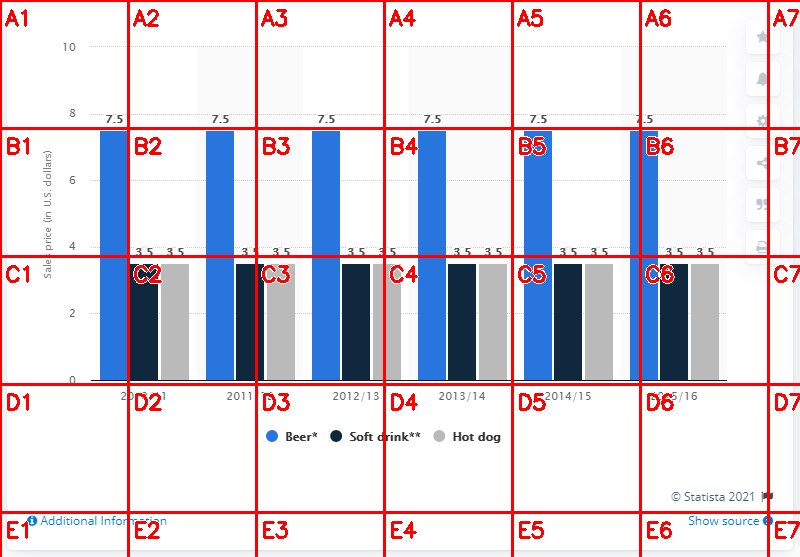 10
8
6
4
2
0
Sales price (in U.S. dollars)
7.5 7.5 7.5 7.5 7.5 7.5
3.5 3.5 3.5 3.5 3.5 3.5 3.5 3.5 3.5 3.5 3.5
2012/13 2013/14 2014/15
Beer* Soft drink** Hot dog
© Statista 2021
Additional Information
Show source
A1 A2 A3 A4 A5 A6 A7
B1 B2 B3 B4 B5 B6 B7
C1 C2 C3 C4 C5 C6 C7
D1 D2 D3 D4 D5 D6 D7
E1 E2 E3 E4 E5 E6 E7